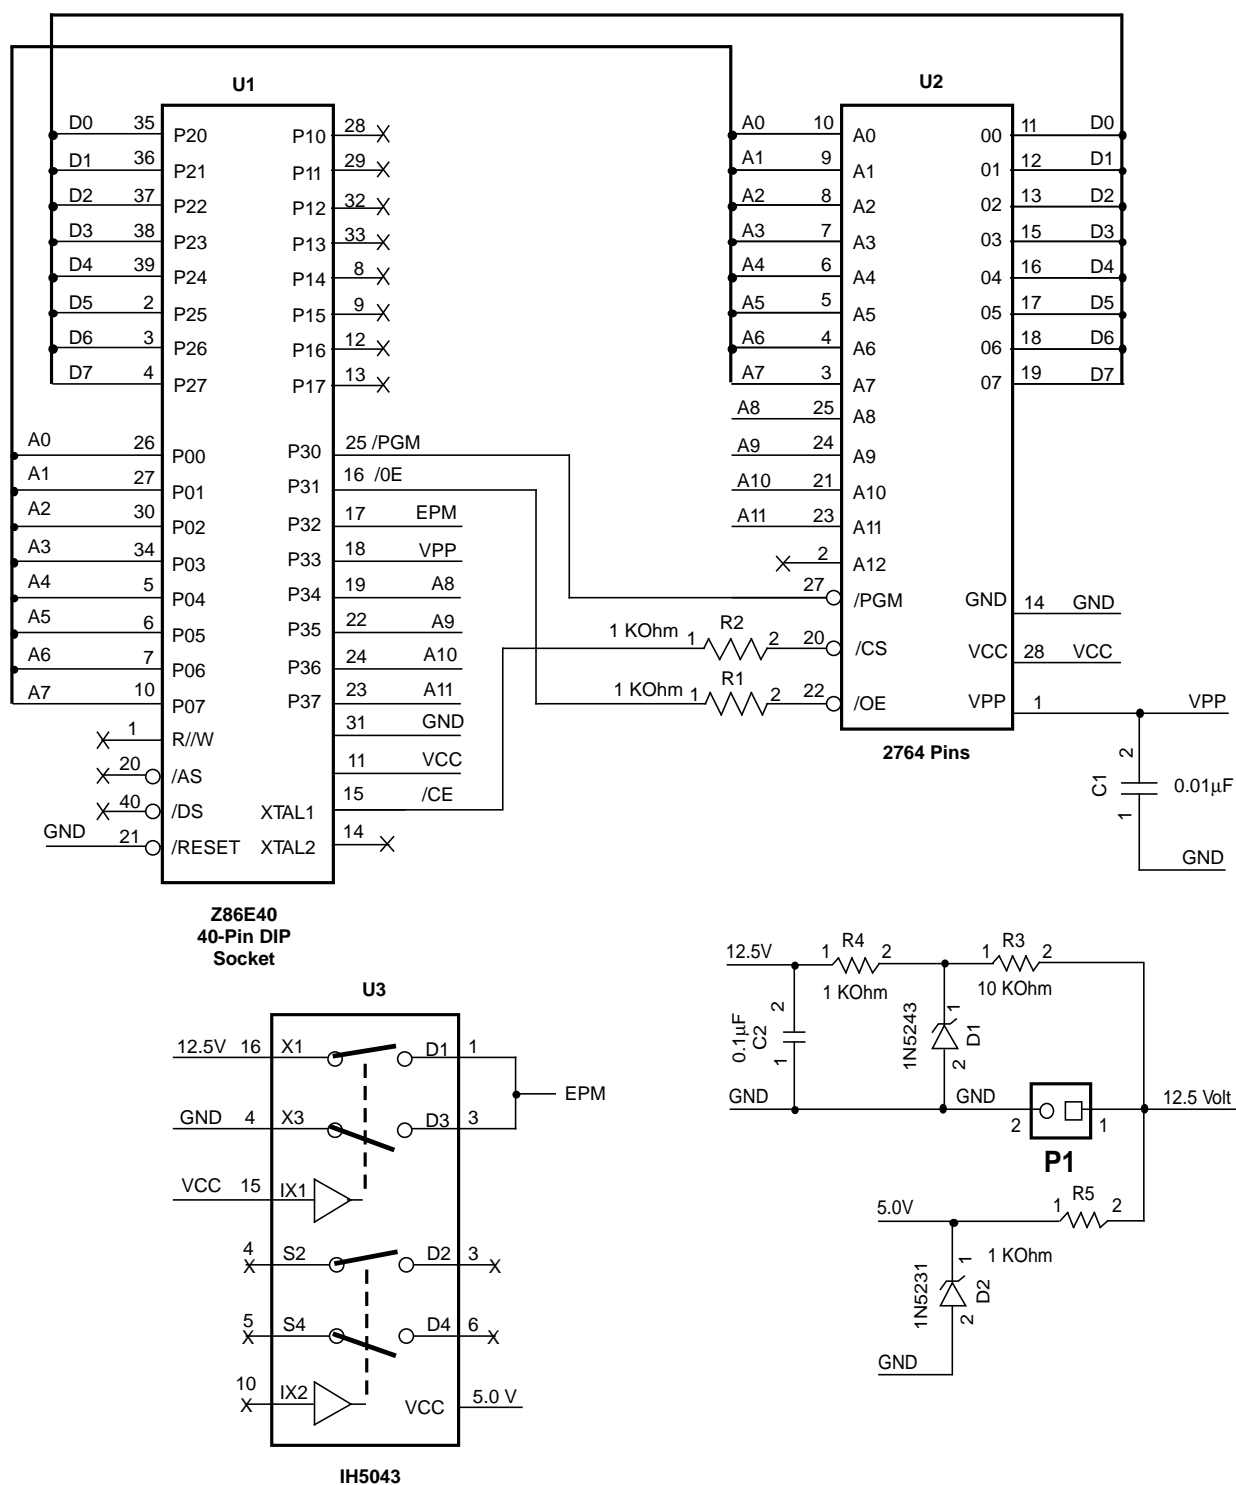 U1
U2
D0 35 P20 P10 28
A0 10 A0 00 11 D0
D1 36 P21 P11 29
A1 9 A1 01 12 D1
D2 37 P22 P12 32
A2 8 A2 02 13 D2
D3 38 P23 P13 33
A3 7 A3 03 15 D3
D4 39 P24 P14 8
A4 6 A4 04 16 D4
D5 2 P25 P15 9
A5 5 A5 05 17 D5
D6 3 P26 P16 12
A6 4 A6 06 18 D6
D7 4 P27 P17 13
A7 3 A7 07 19 D7
A8 25 A8
A0 26 P00 P30 25 /PGM
A9 24 A9
A1 27 P01 P31 16 /0E
A10 21 A10
A2 30 P02 P32 17 EPM
A11 23 A11
A3 34 P03 P33 18 VPP
2 A12
A4 5 P04 P34 19 A8
27 /PGM GND 14 GND
A5 6 P05 P35 22 A9
1 KOhm 1 R2 2 20 /CS VCC 28 VCC
A6 7 P06 P36 24 A10
A7 10 P07 P37 23 A11
1 KOhm 1 R1 2 22 /OE VPP 1 VPP
1 R//W 31 GND
2764 Pins
20 /AS 11 VCC
40 /DS XTAL1 15 /CE
2 C1 1 0.01µF
GND 21 /RESET XTAL2 14
GND
Z86E40
40-Pin DIP
Socket
12.5V 1 R4 2 1 R3 2
1 KOhm 10 KOhm
U3
0.1µF C2 2 1
1N5243 D1 1 2
12.5V 16 X1 D1 1
EPM
GND GND 2 1 12.5 Volt
GND 4 X3 D3 3
P1
VCC 15 IX1
5.0V 1 R5 2
1 KOhm
4 S2 D2 3
1N5231 D2 1 2
5 S4 D4 6
GND
10 IX2 VCC 5.0 V
IH5043